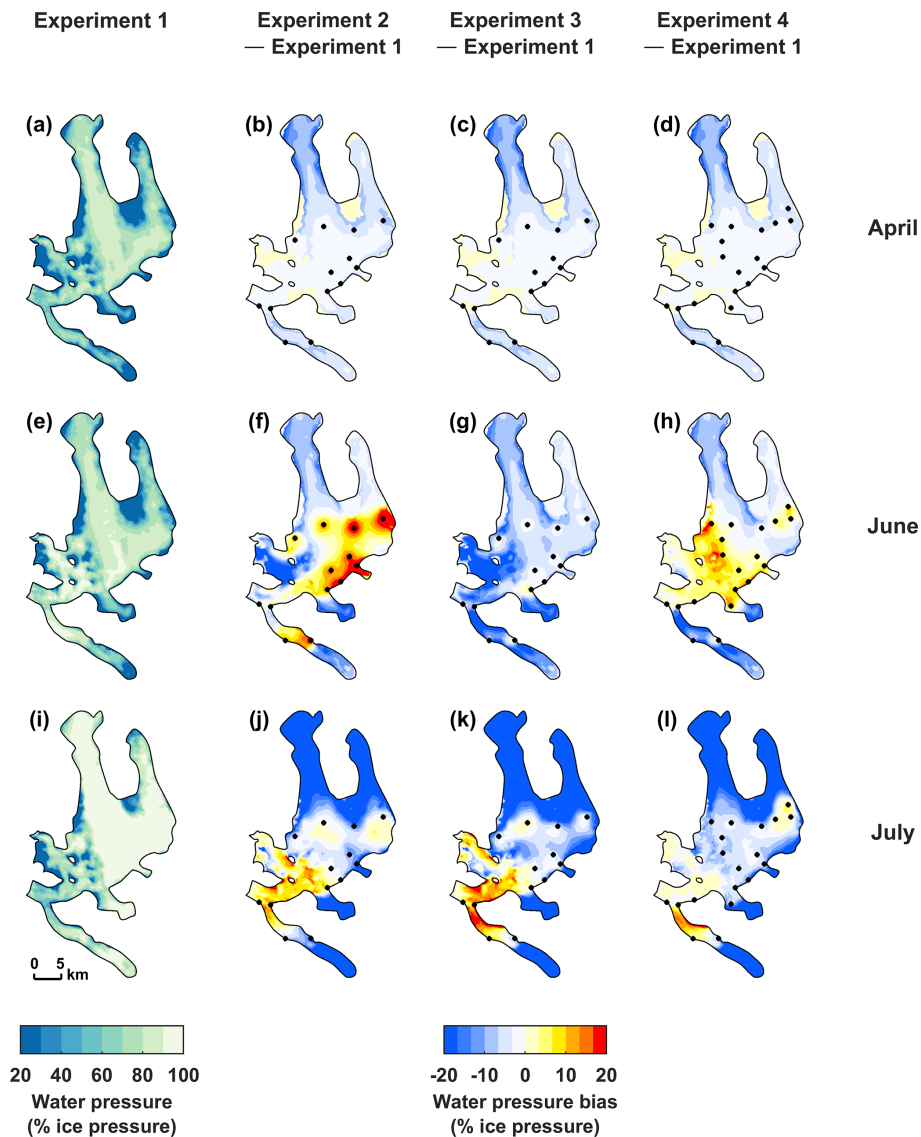 Experiment 1
Experiment 2
— Experiment 1
Experiment 3
— Experiment 1
Experiment 4
— Experiment 1
(a)
(b)
(c)
(d)
April
(e)
(f)
(g)
(h)
June
(i)
(j)
(k)
(l)
July
0 5
km
20 40 60 80 100
Water pressure
(% ice pressure)
-20 -10 0 10 20
Water pressure bias
(% ice pressure)